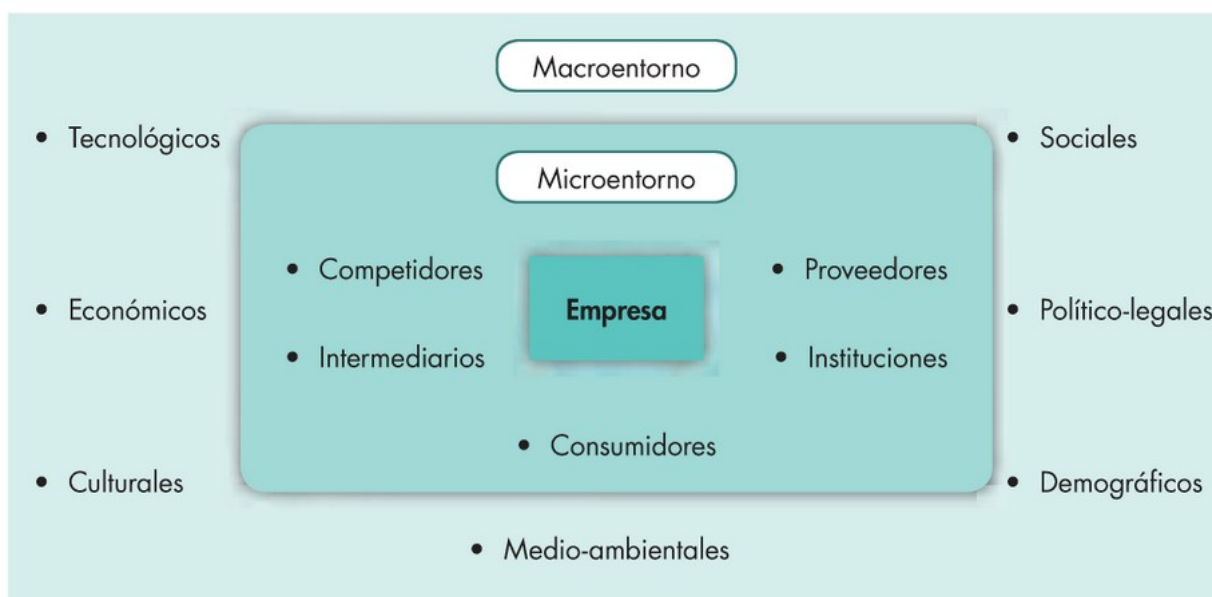 Macroentorno
• Tecnológicos
• Sociales
Microentorno
• Competidores
• Proveedores
• Económicos
Empresa
• Político-legales
• Intermediarios
• Instituciones
• Consumidores
• Culturales
• Demográficos
• Medio-ambientales